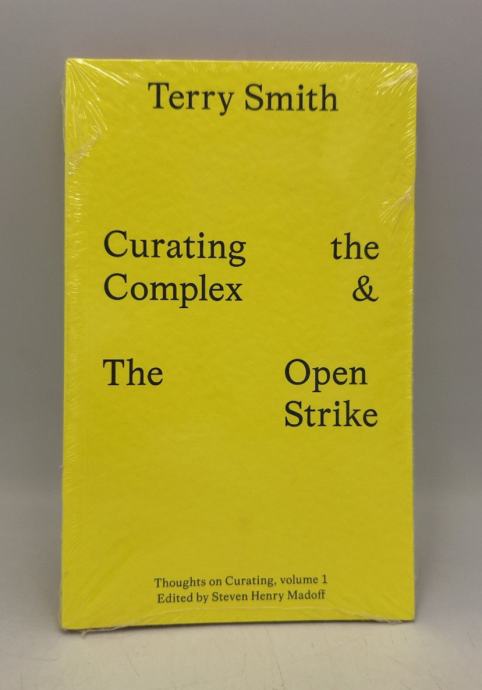 Terry Smith
Curating the
Complex &
The Open
Strike
Thoughts on Curating, volume 1
Edited by Steven Henry Madoff